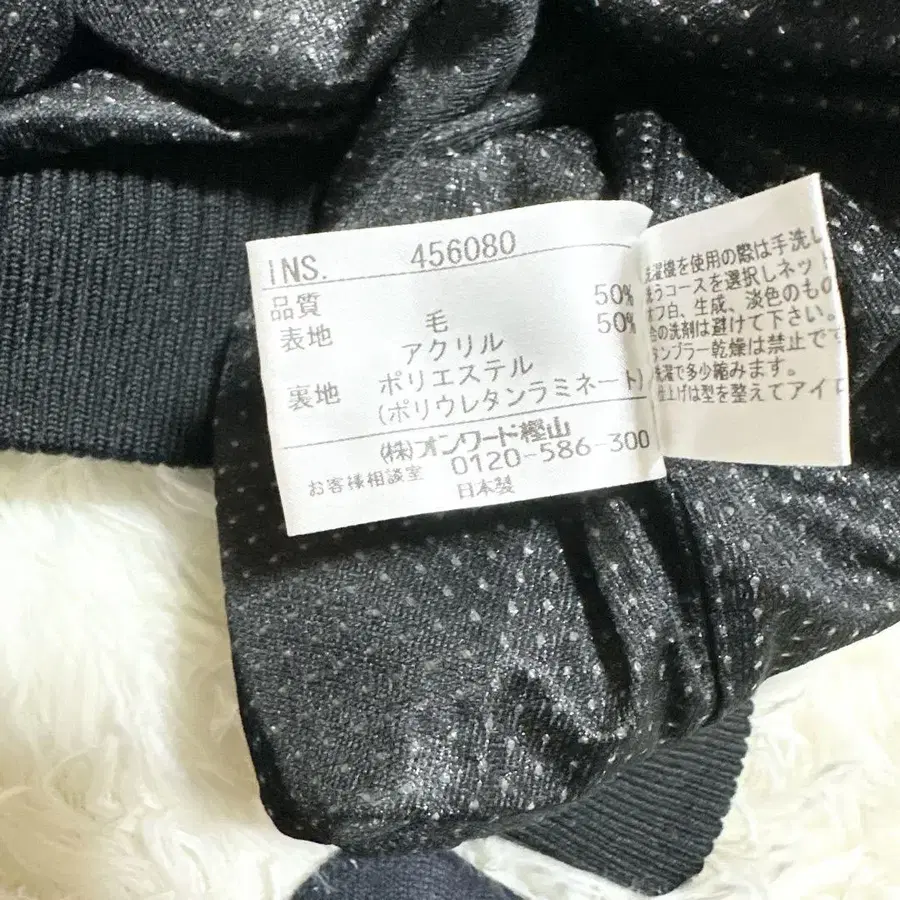 INS. 456080
品質
表地 毛 50%
アクリル 50%
裏地 ポリエステル
(ポリウレタンラミネート)
(株)オンワード樫山
お客様相談室 0120-586-300
日本製
洗濯機を使用の際は手洗い
洗うコースを選択しネット
オフ白、生成、淡色のもの
合の洗剤は避けて下さい。
タンブラー乾燥は禁止です
洗濯で多少縮みます。
仕上げは型を整えてアイロ